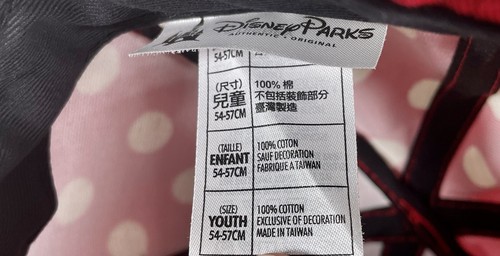 Disney Parks
AUTHENTIC • ORIGINAL
54-57CM
(尺寸) 100% 棉
兒童 不包括裝飾部分
54-57CM 臺灣製造
(TAILLE) 100% COTON
ENFANT SAUF DECORATION
54-57CM FABRIQUE A TAIWAN
(SIZE) 100% COTTON
YOUTH EXCLUSIVE OF DECORATION
54-57CM MADE IN TAIWAN